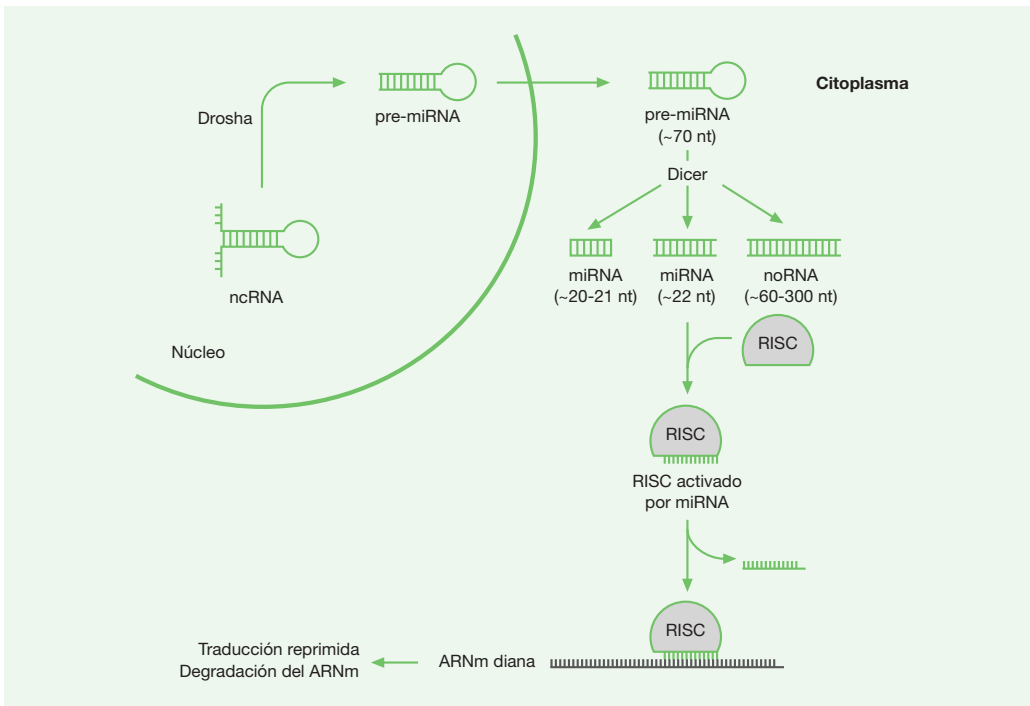 Citoplasma
Drosha
pre-miRNA
pre-miRNA
(~70 nt)
Dicer
ncRNA
miRNA
(~20-21 nt)
miRNA
(~22 nt)
noRNA
(~60-300 nt)
Núcleo
RISC
RISC
RISC activado
por miRNA
RISC
Traducción reprimida
Degradación del ARNm
ARNm diana